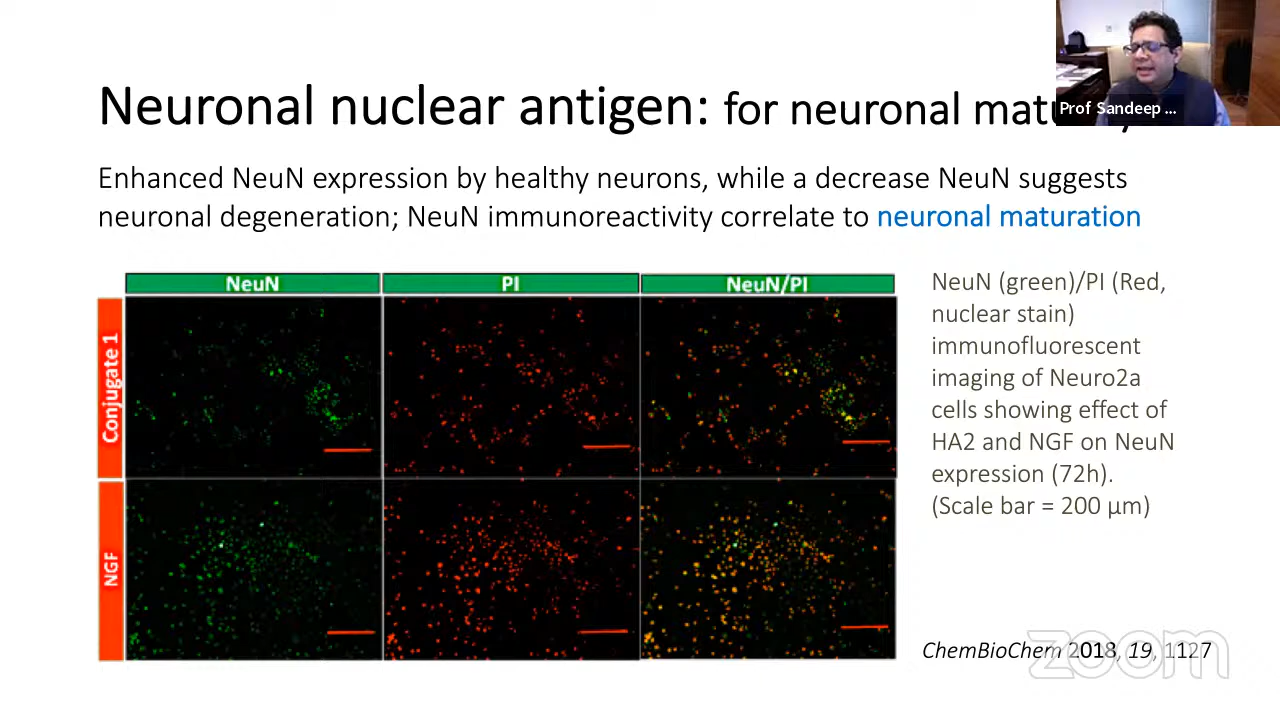 Neuronal nuclear antigen: for neuronal matu
Prof Sandeep ...
Enhanced NeuN expression by healthy neurons, while a decrease NeuN suggests
neuronal degeneration; NeuN immunoreactivity correlate to neuronal maturation
NeuN
PI
NeuN/PI
Conjugate 1
NGF
NeuN (green)/PI (Red,
nuclear stain)
immunofluorescent
imaging of Neuro2a
cells showing effect of
HA2 and NGF on NeuN
expression (72h).
(Scale bar = 200 µm)
ChemBioChem 2018, 19, 1127
zoom